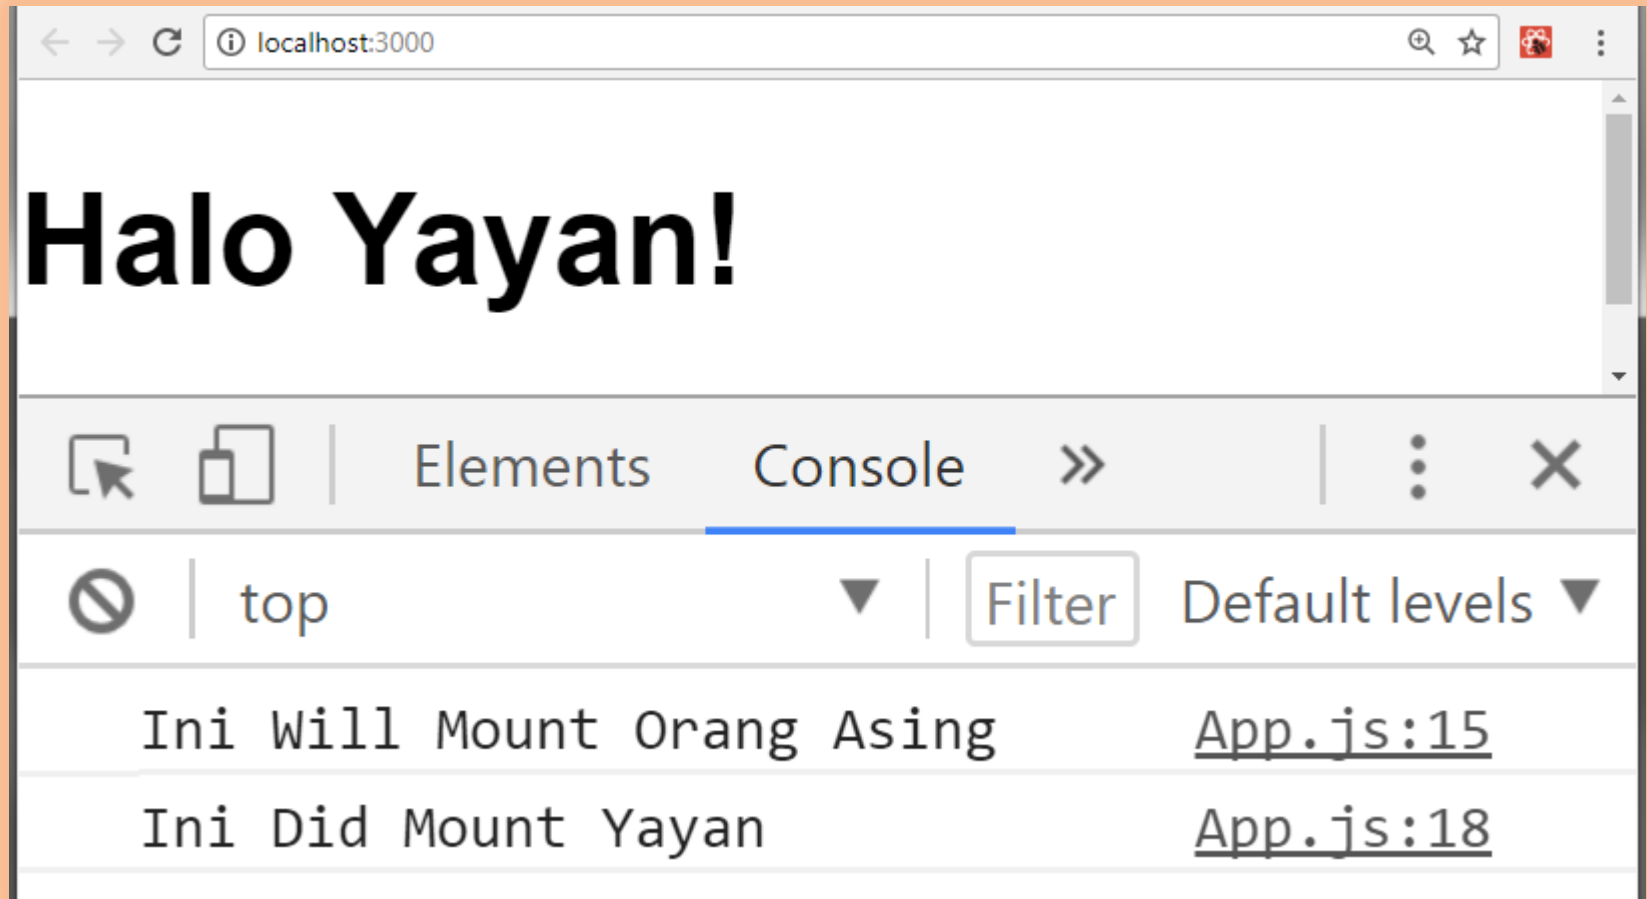 localhost:3000
Halo Yayan!
Elements Console
top Filter Default levels
Ini Will Mount Orang Asing App.js:15
Ini Did Mount Yayan App.js:18